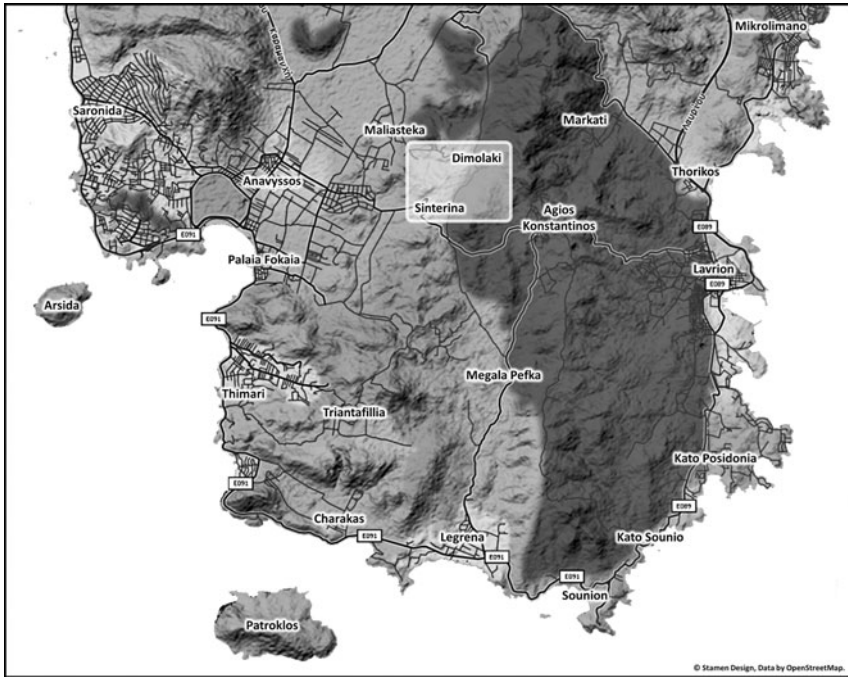 Mikrolimano
Καραμαυλη
Λαυρίου
Saronida
Maliasteka
Markati
Dimolaki
Anavyssos
Thorikos
Sinterina
Agios
Konstantinos
E091
E089
Palaia Fokaia
Lavrion
E089
Arsida
E091
Megala Pefka
Thimari
Triantafillia
Kato Posidonia
E091
E089
Charakas
E091
Legrena
Kato Sounio
E091
E091
Sounion
Patroklos
© Stamen Design, Data by OpenStreetMap.